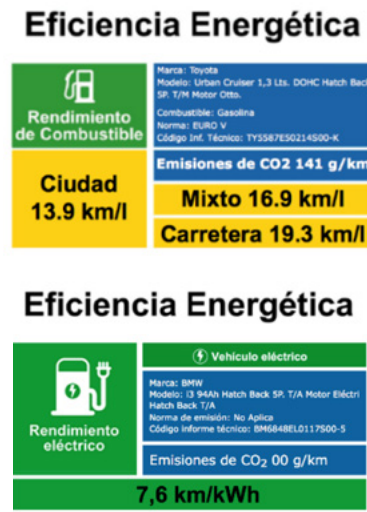 Eficiencia Energética
Rendimiento
de Combustible
Marca: Toyota
Modelo: Urban Cruiser 1,3 Lts. DOHC Hatch Back
5P. T/M Motor Otto.
Combustible: Gasolina
Norma: EURO V
Código Inf. Técnico: TY5587E50214S00-K
Emisiones de CO2 141 g/km
Ciudad
13.9 km/l
Mixto 16.9 km/l
Carretera 19.3 km/l
Eficiencia Energética
Rendimiento
eléctrico
Vehículo eléctrico
Marca: BMW
Modelo: I3 94Ah Hatch Back 5P. T/A Motor Eléctri
Hatch Back T/A
Norma de emisión: No Aplica
Código informe técnico: BM6848EL0117S00-5
Emisiones de CO₂ 00 g/km
7,6 km/kWh